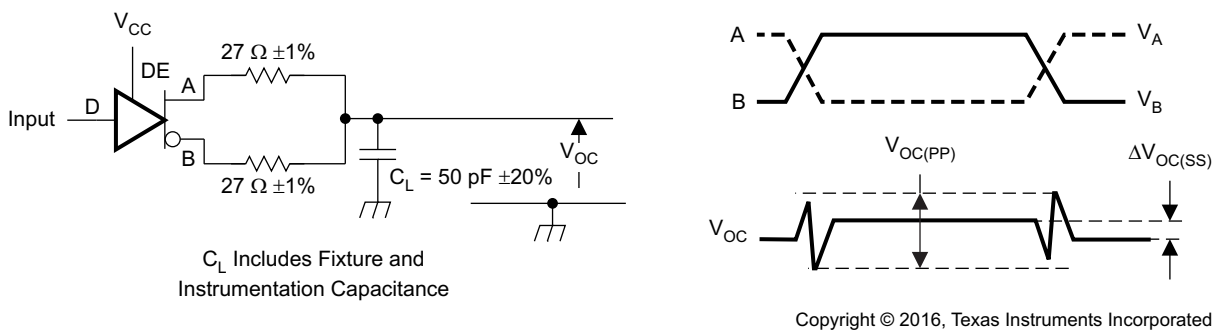 V_CC
27 Ω ±1%
DE
A
D
Input
B
27 Ω ±1%
C_L = 50 pF ±20%
V_OC
C_L Includes Fixture and
Instrumentation Capacitance
A
V_A
B
V_B
V_OC(PP)
ΔV_OC(SS)
V_OC
Copyright © 2016, Texas Instruments Incorporated